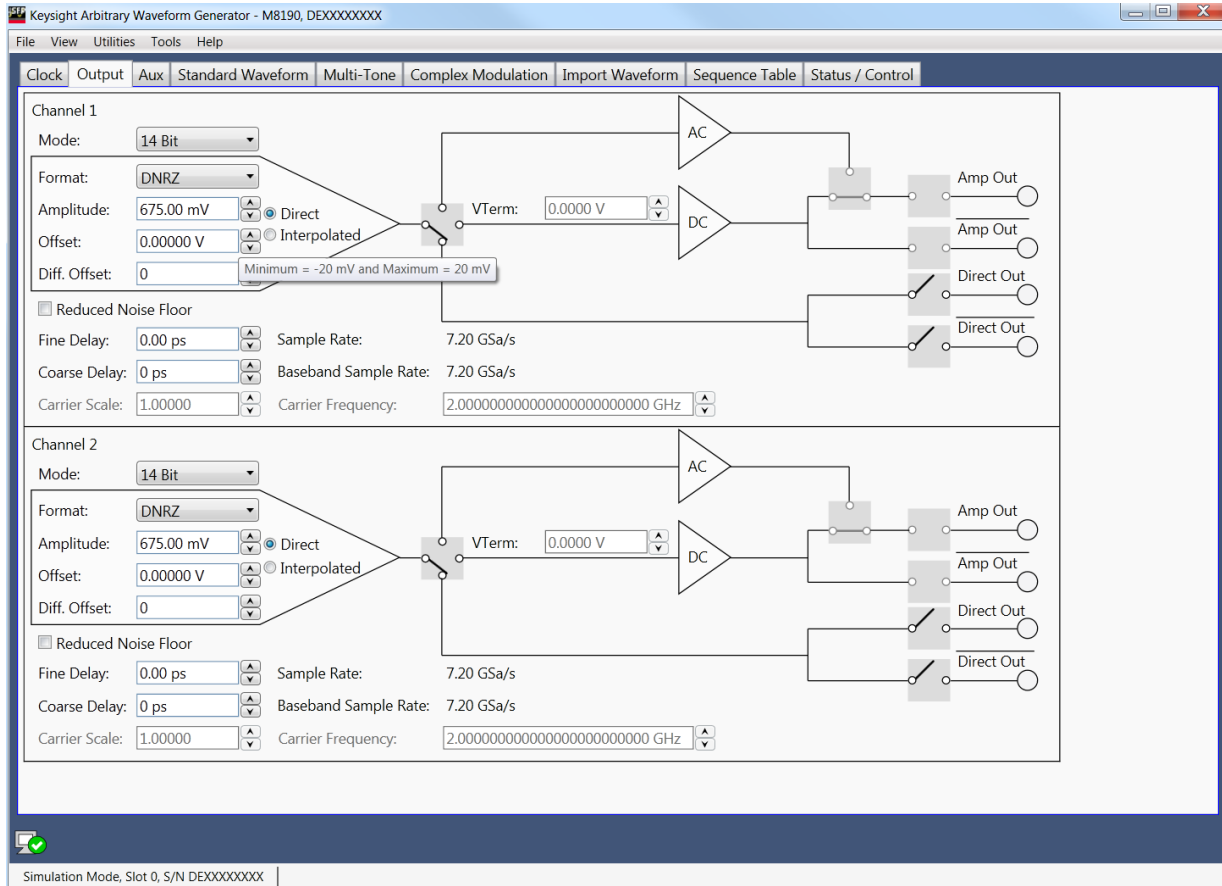 Keysight Arbitrary Waveform Generator - M8190, DEXXXXXXXX
File View Utilities Tools Help
Clock Output Aux Standard Waveform Multi-Tone Complex Modulation Import Waveform Sequence Table Status / Control
Channel 1
Mode: 14 Bit
AC
Format: DNRZ
Amp Out
Amplitude: 675.00 mV Direct VTerm: 0.0000 V DC
Offset: 0.00000 V Interpolated
Amp Out
Diff. Offset: 0 Minimum = -20 mV and Maximum = 20 mV
Direct Out
Reduced Noise Floor
Direct Out
Fine Delay: 0.00 ps Sample Rate: 7.20 GSa/s
Coarse Delay: 0 ps Baseband Sample Rate: 7.20 GSa/s
Carrier Scale: 1.00000 Carrier Frequency: 2.000000000000000000000000 GHz
Channel 2
Mode: 14 Bit
AC
Format: DNRZ
Amp Out
Amplitude: 675.00 mV Direct VTerm: 0.0000 V DC
Offset: 0.00000 V Interpolated
Amp Out
Diff. Offset: 0
Direct Out
Reduced Noise Floor
Direct Out
Fine Delay: 0.00 ps Sample Rate: 7.20 GSa/s
Coarse Delay: 0 ps Baseband Sample Rate: 7.20 GSa/s
Carrier Scale: 1.00000 Carrier Frequency: 2.000000000000000000000000 GHz
Simulation Mode, Slot 0, S/N DEXXXXXXXX